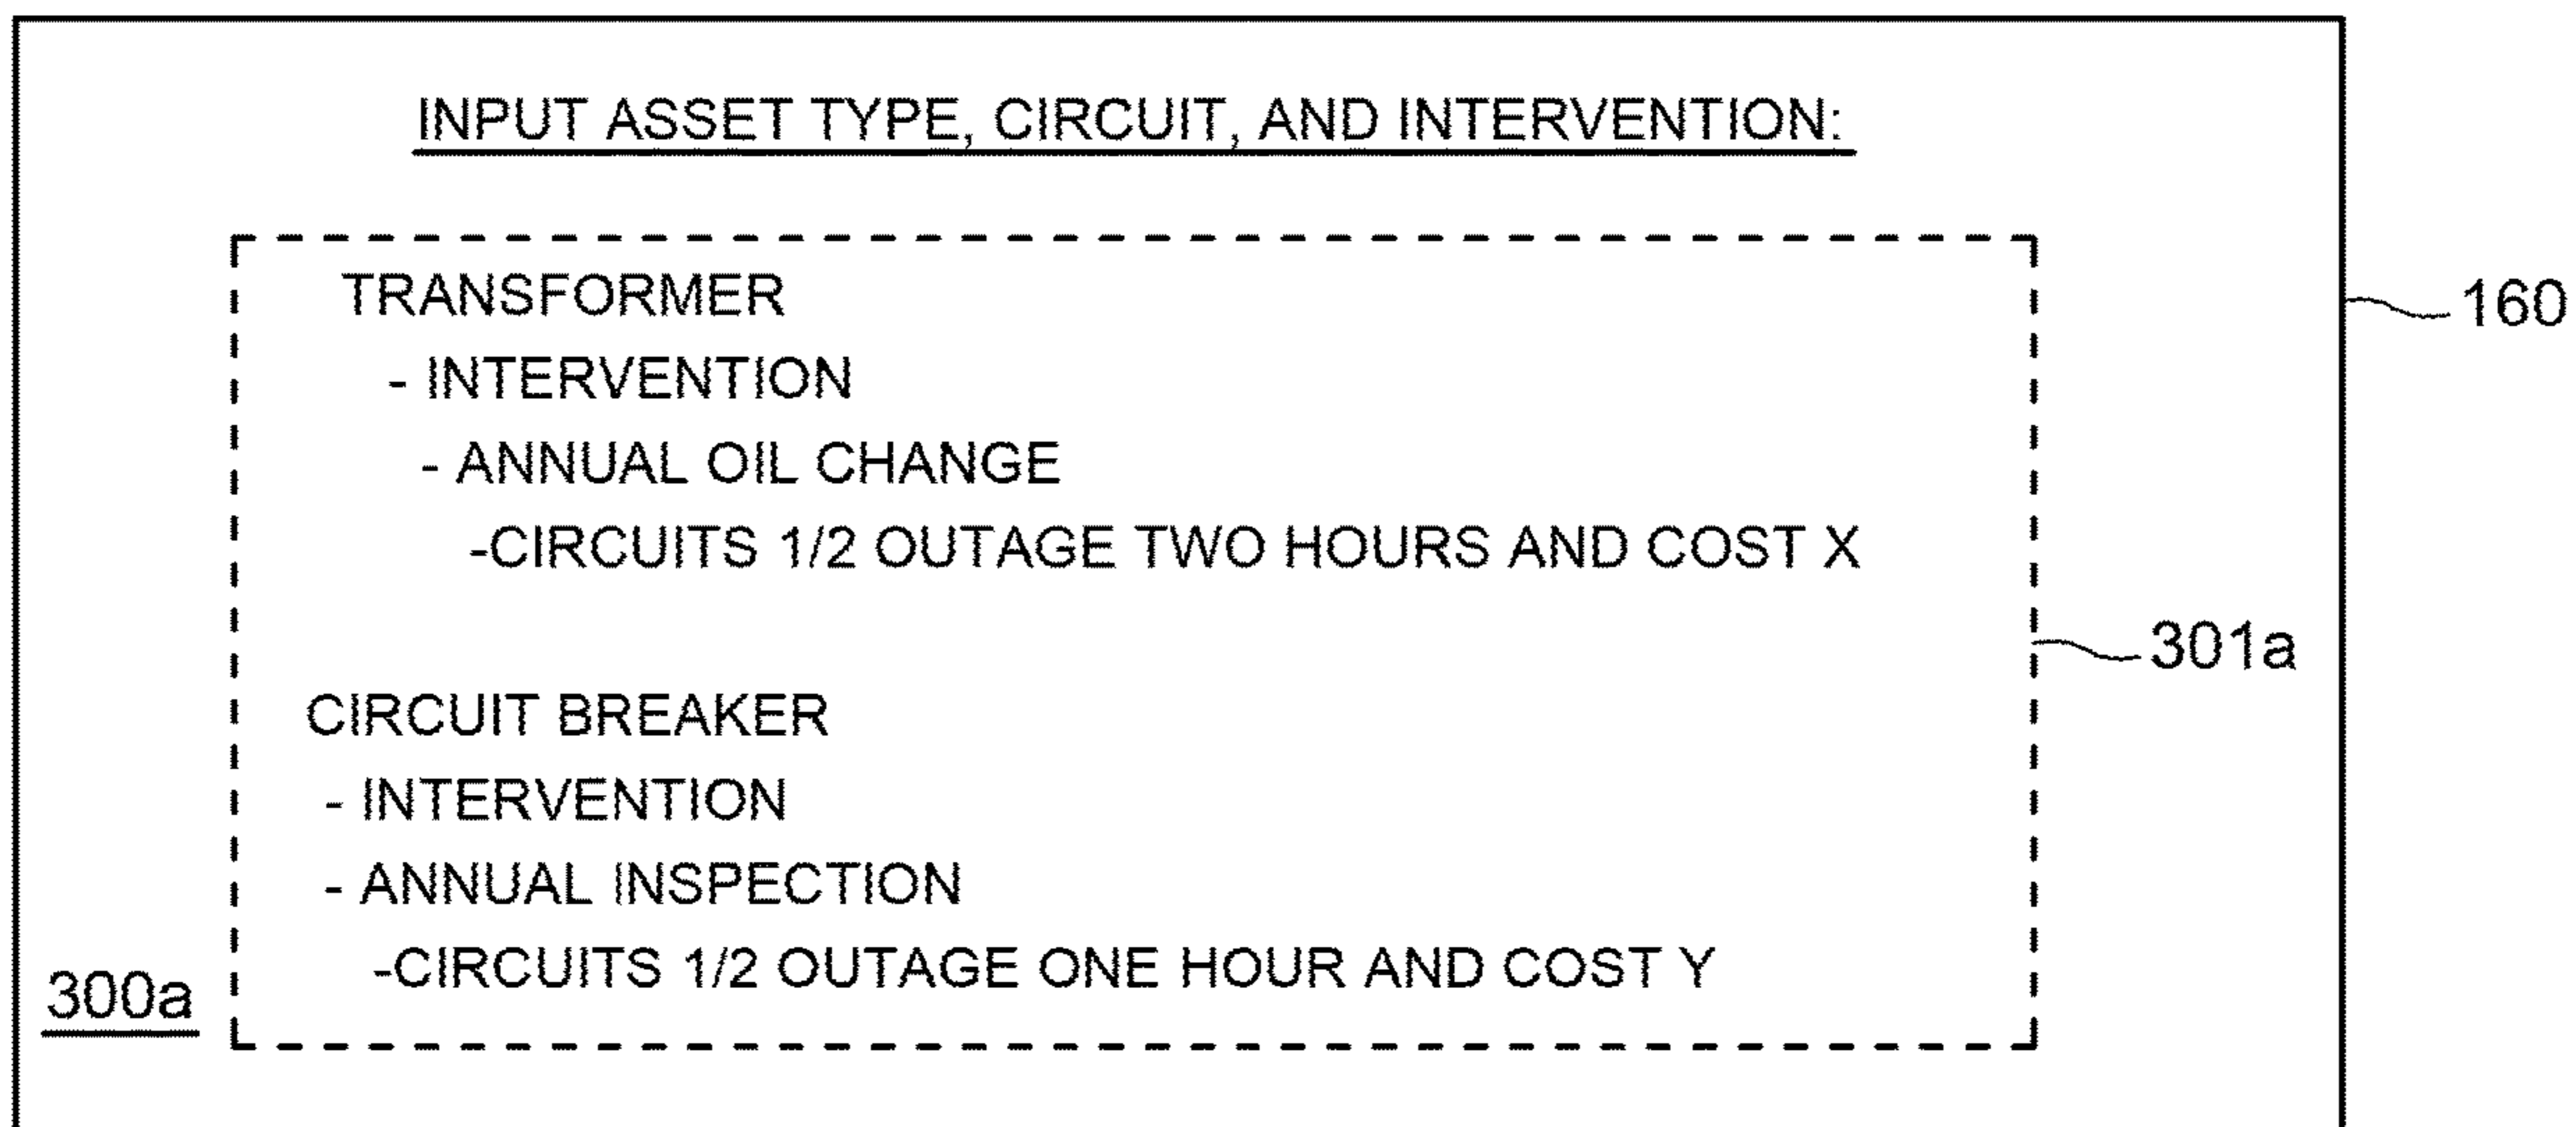 INPUT ASSET TYPE, CIRCUIT, AND INTERVENTION:
TRANSFORMER
- INTERVENTION
- ANNUAL OIL CHANGE
-CIRCUITS 1/2 OUTAGE TWO HOURS AND COST X
CIRCUIT BREAKER
- INTERVENTION
- ANNUAL INSPECTION
-CIRCUITS 1/2 OUTAGE ONE HOUR AND COST Y
160
301a
300a